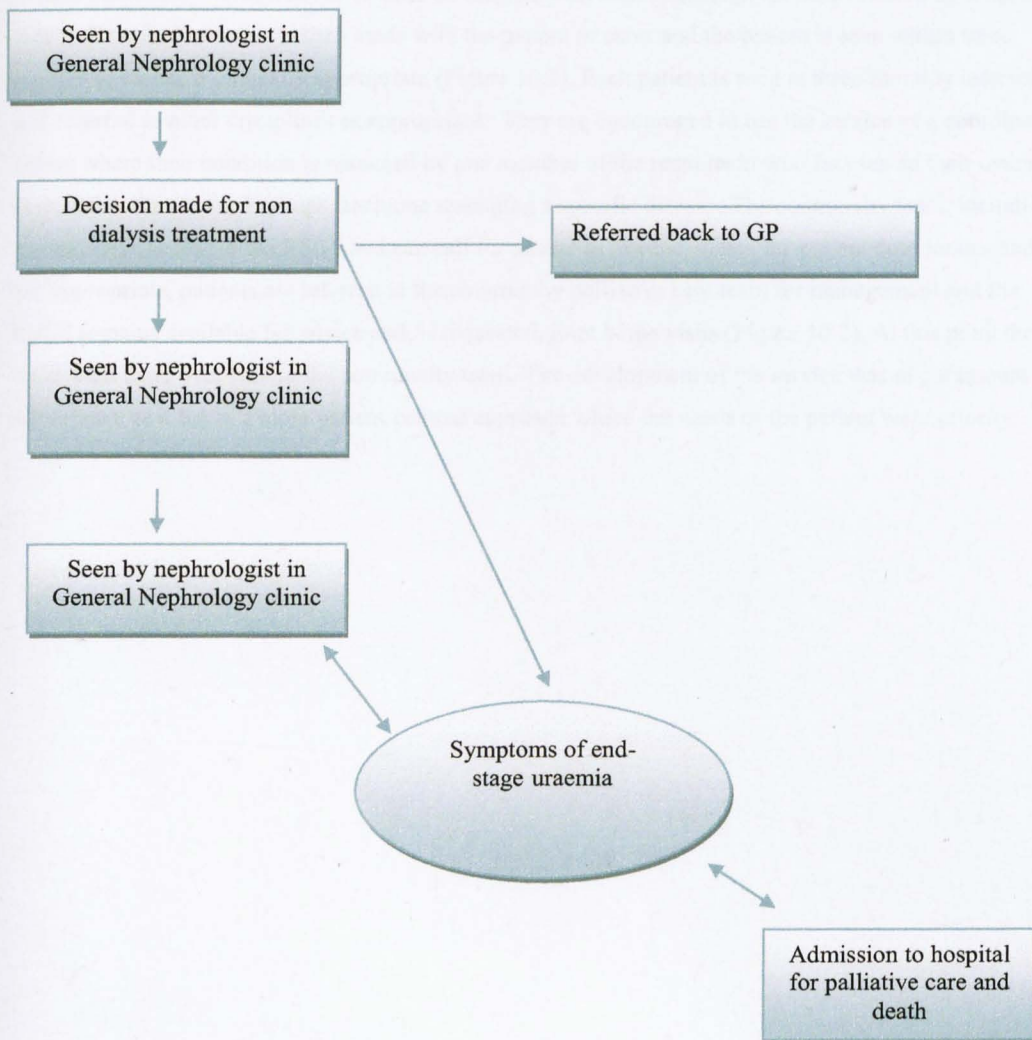 Seen by nephrologist in
General Nephrology clinic
Decision made for non
dialysis treatment
Referred back to GP
Seen by nephrologist in
General Nephrology clinic
Seen by nephrologist in
General Nephrology clinic
Symptoms of end-
stage uraemia
Admission to hospital
for palliative care and
death